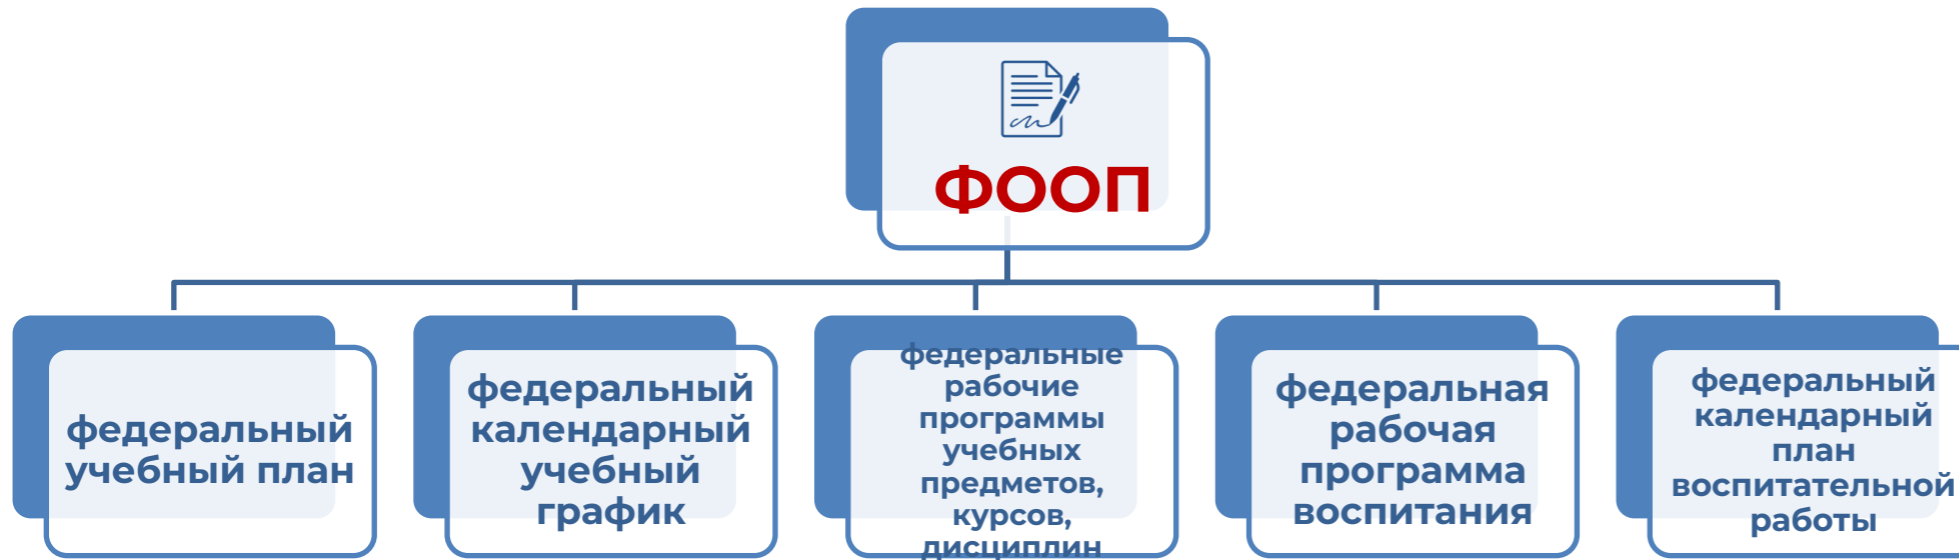 ФООП
федеральный
учебный план
федеральный
календарный
учебный
график
федеральные
рабочие
программы
учебных
предметов,
курсов,
дисциплин
федеральная
рабочая
программа
воспитания
федеральный
календарный
план
воспитательной
работы